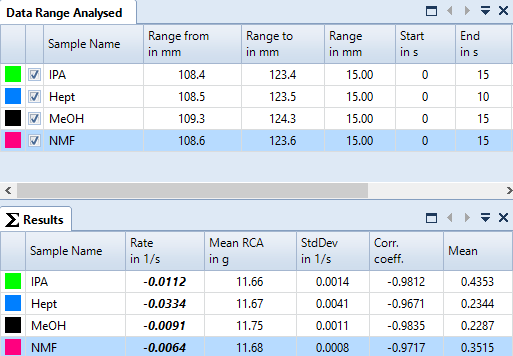 Data Range Analysed
Sample Name Range from in mm Range to in mm Range in mm Start in s End in s
IPA 108.4 123.4 15.00 0 15
Hept 108.5 123.5 15.00 0 10
MeOH 109.3 124.3 15.00 0 15
NMF 108.6 123.6 15.00 0 15
Σ Results
Sample Name Rate in 1/s Mean RCA in g StdDev in 1/s Corr. coeff. Mean
IPA -0.0112 11.66 0.0014 -0.9812 0.4353
Hept -0.0334 11.67 0.0041 -0.9671 0.2344
MeOH -0.0091 11.75 0.0011 -0.9835 0.2287
NMF -0.0064 11.68 0.0008 -0.9717 0.3515